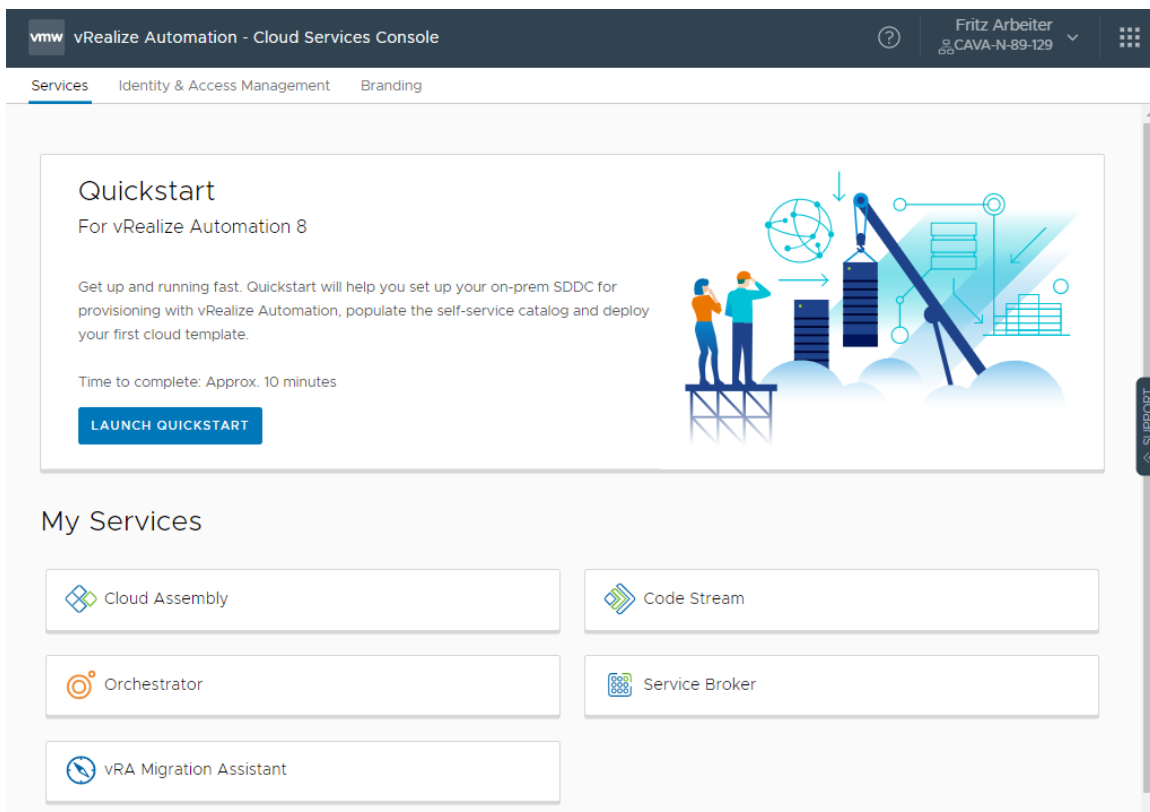 vmw vRealize Automation - Cloud Services Console
Fritz Arbeiter
CAVA-N-89-129
Services Identity & Access Management Branding
Quickstart
For vRealize Automation 8
Get up and running fast. Quickstart will help you set up your on-prem SDDC for
provisioning with vRealize Automation, populate the self-service catalog and deploy
your first cloud template.
Time to complete: Approx. 10 minutes
LAUNCH QUICKSTART
SUPPORT
My Services
Cloud Assembly
Code Stream
Orchestrator
Service Broker
vRA Migration Assistant